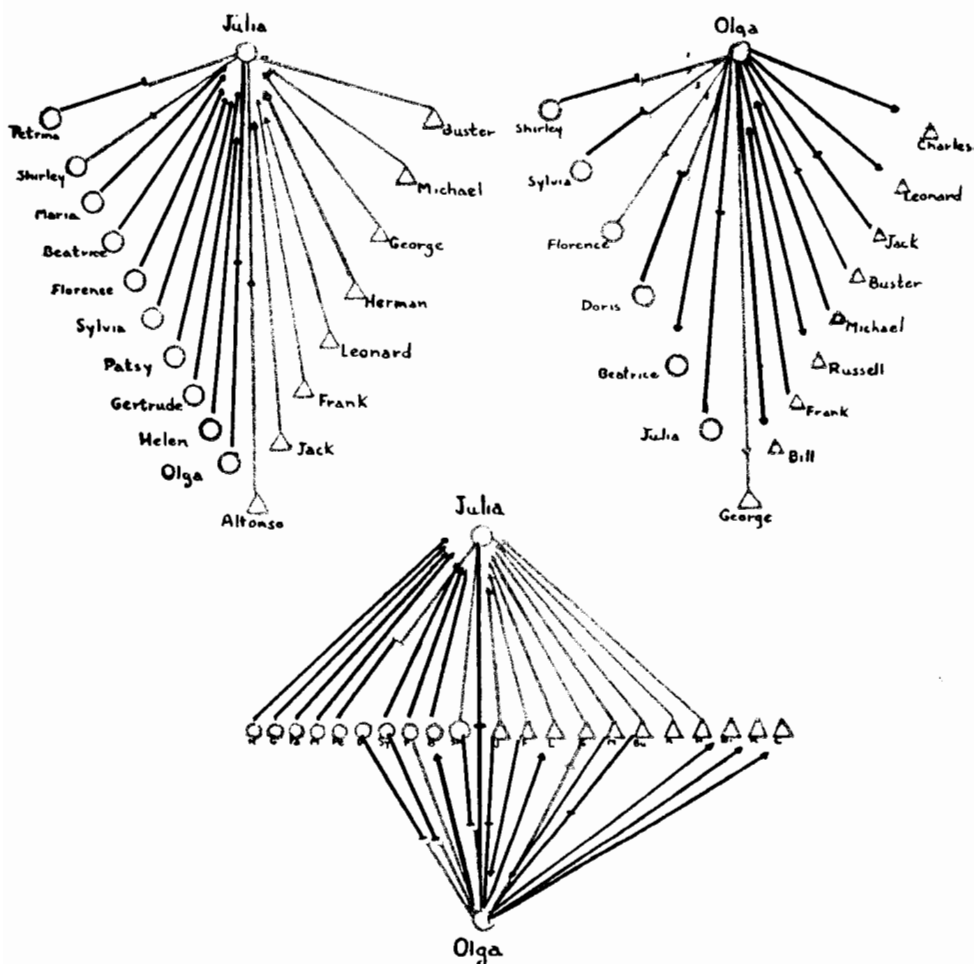 Julia
Petrina
Shirley
Maria
Beatrice
Florence
Sylvia
Patsy
Gertrude
Helen
Olga
Alfonso
Jack
Frank
Leonard
Herman
George
Michael
Buster
Olga
Shirley
Sylvia
Florence
Doris
Beatrice
Julia
George
Bill
Frank
Russell
Michael
Buster
Jack
Leonard
Charles
Julia
Olga